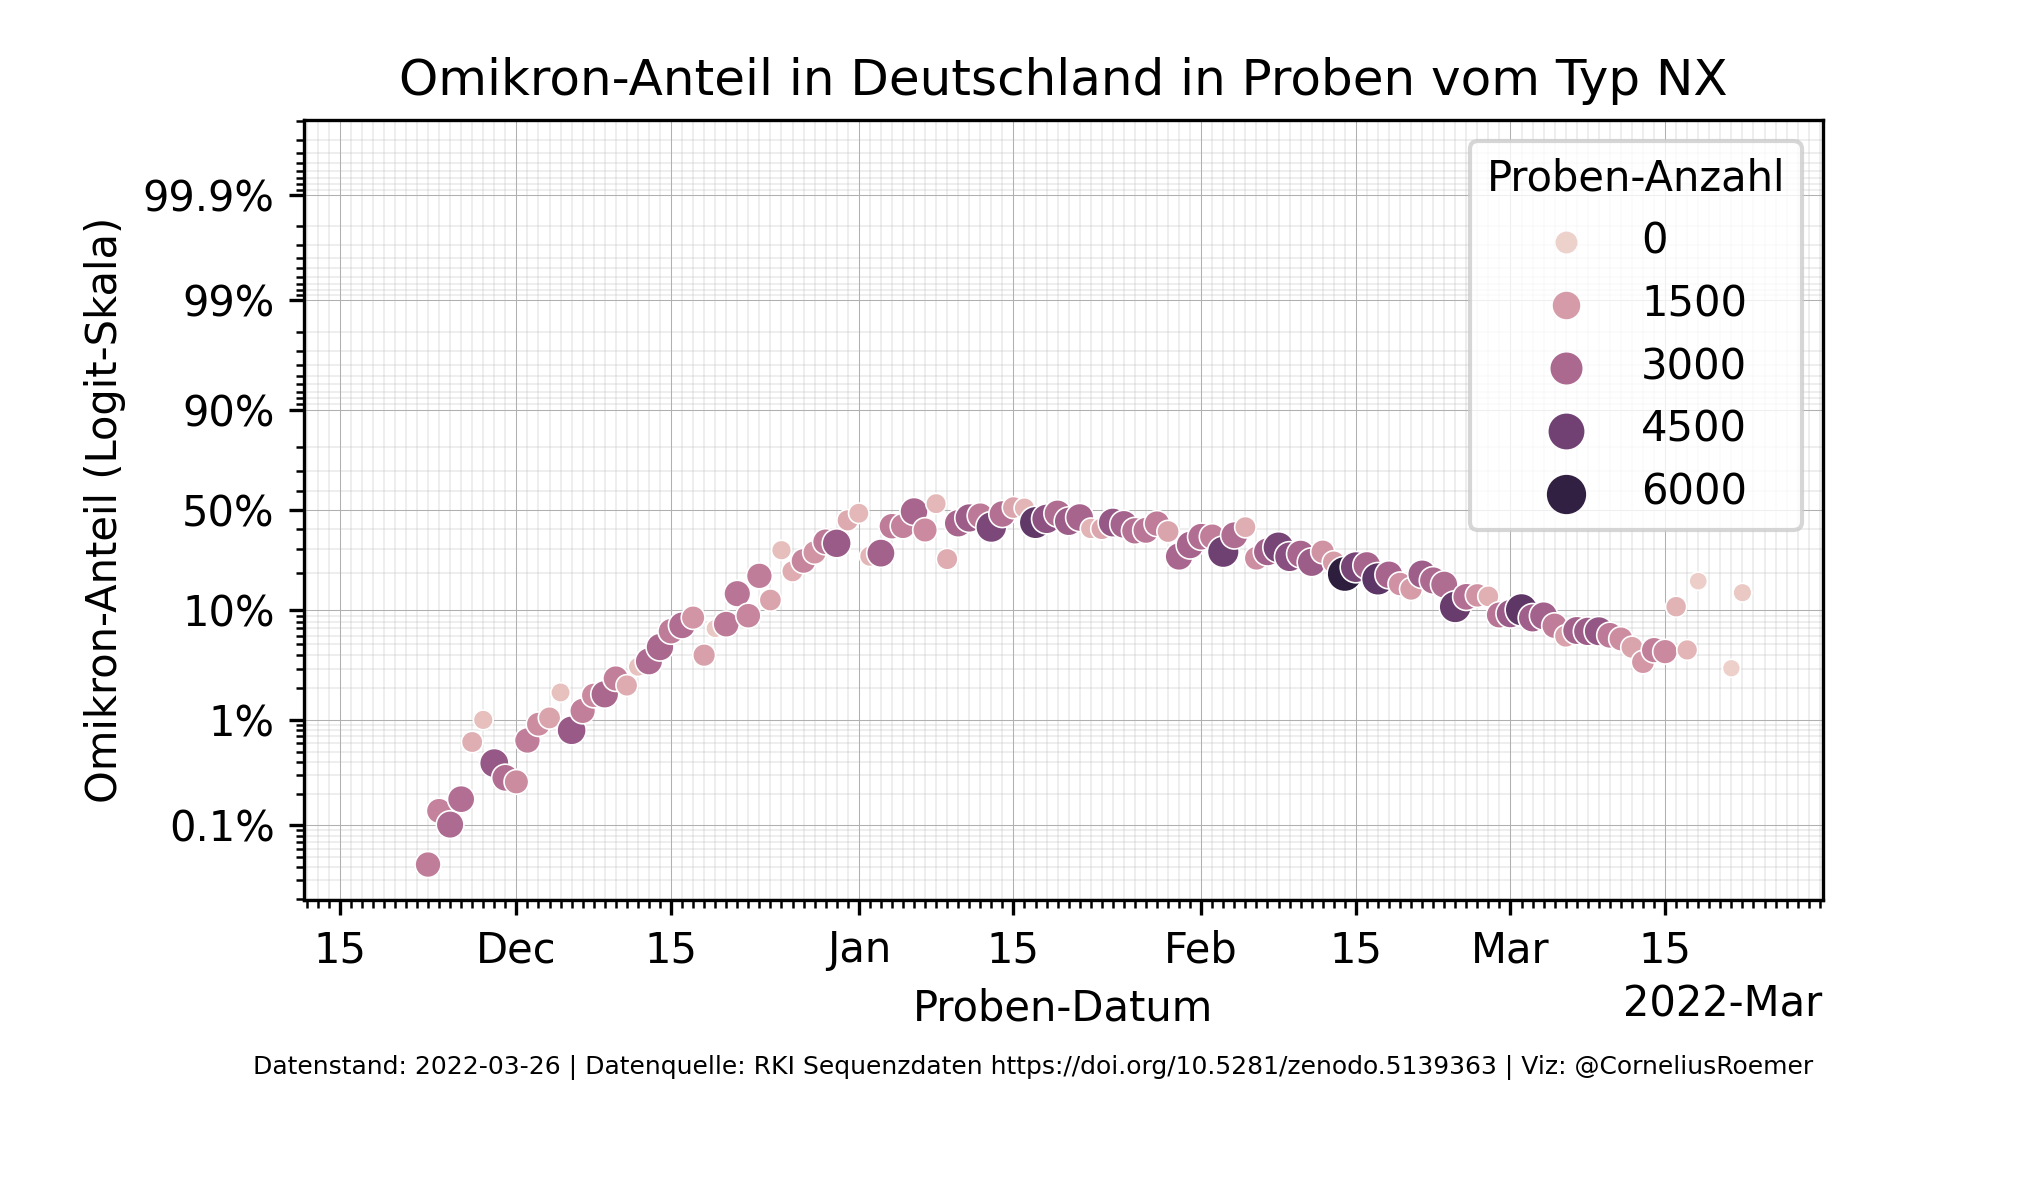 Omikron-Anteil in Deutschland in Proben vom Typ NX
Omikron-Anteil (Logit-Skala)
99.9%
99%
90%
50%
10%
1%
0.1%
Proben-Anzahl
0
1500
3000
4500
6000
15 Dec 15 Jan 15 Feb 15 Mar 15
Proben-Datum
2022-Mar
Datenstand: 2022-03-26 | Datenquelle: RKI Sequenzdaten https://doi.org/10.5281/zenodo.5139363 | Viz: @CorneliusRoemer